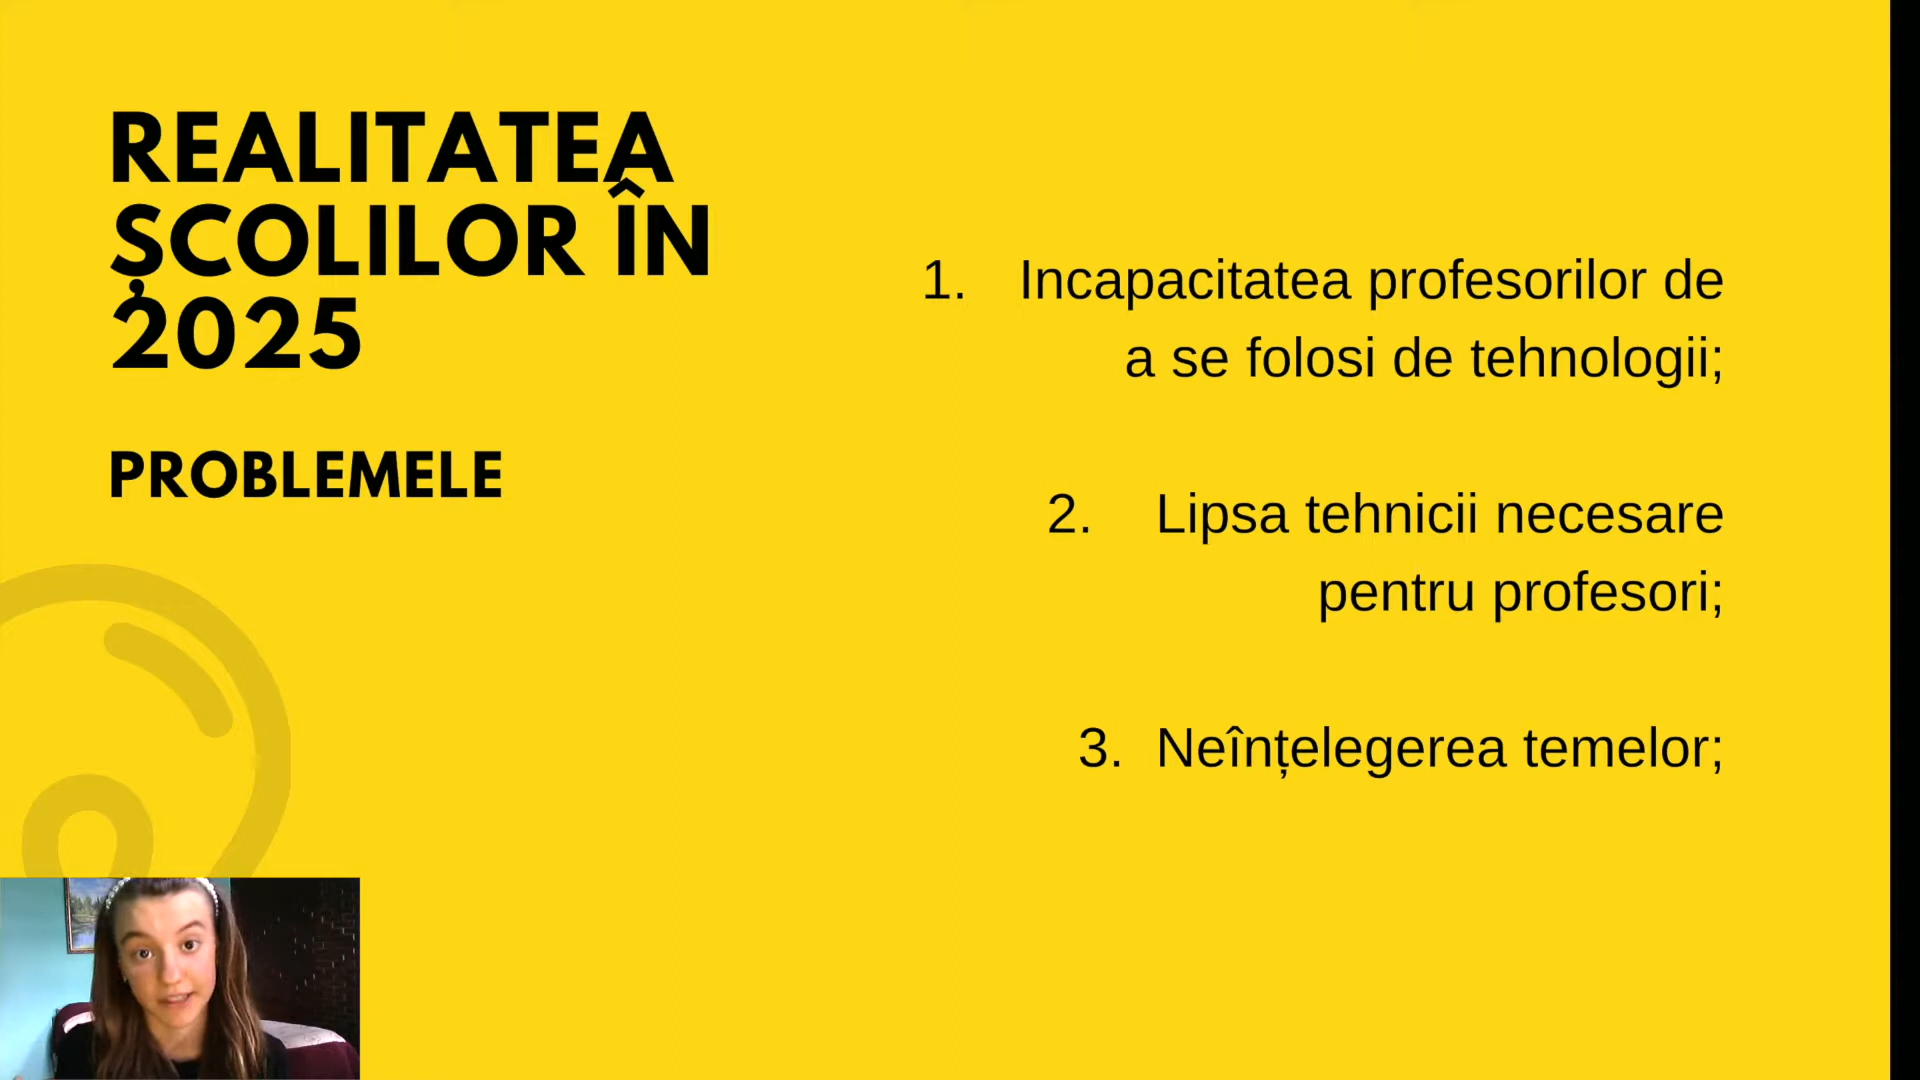 REALITATEA
ȘCOLILOR ÎN
2025
PROBLEMELE
1. Incapacitatea profesorilor de
a se folosi de tehnologii;
2. Lipsa tehnicii necesare
pentru profesori;
3. Neînțelegerea temelor;